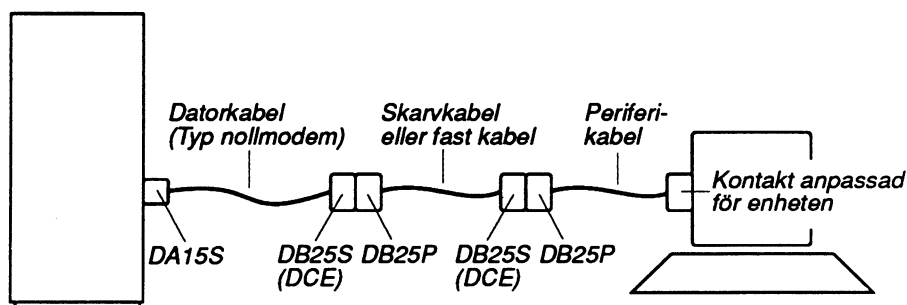 Datorkabel
(Typ nollmodem)
Skarvkabel
eller fast kabel
Periferi-
kabel
Kontakt anpassad
för enheten
DA15S
DB25S
(DCE)
DB25P
DB25S
(DCE)
DB25P